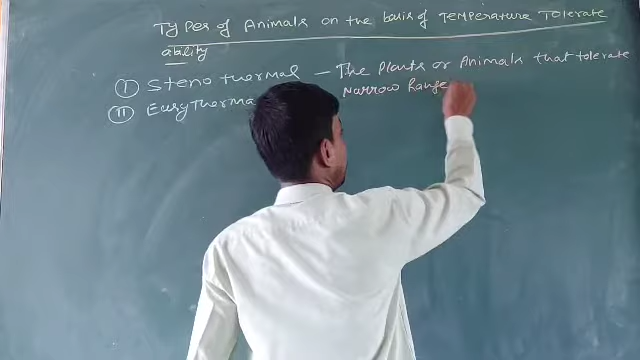 Types of Animals on the basis of Temperature Tolerate
ability
I Steno thermal – The Plants or Animals that tolerate
Narrow Range
II Eurythermal